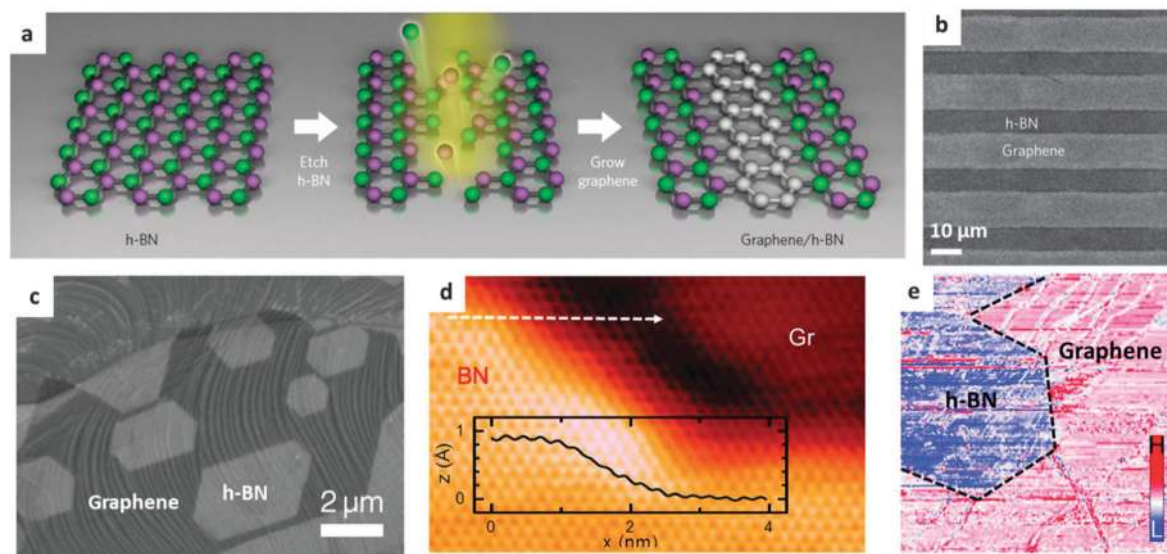 a
h-BN
Etch
h-BN
Grow
graphene
Graphene/h-BN
b
h-BN
Graphene
10 µm
c
Graphene
h-BN
2 µm
d
BN
Gr
z (Å)
1
0
0
2
4
x (nm)
e
Graphene
h-BN
H
L